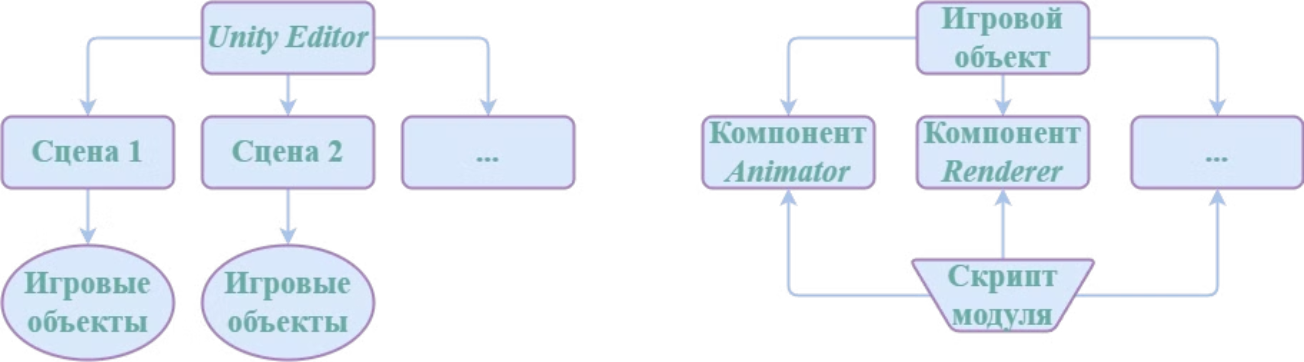 Unity Editor
Сцена 1
Сцена 2
...
Игровые
объекты
Игровые
объекты
Игровой
объект
Компонент
Animator
Компонент
Renderer
...
Скрипт
модуля